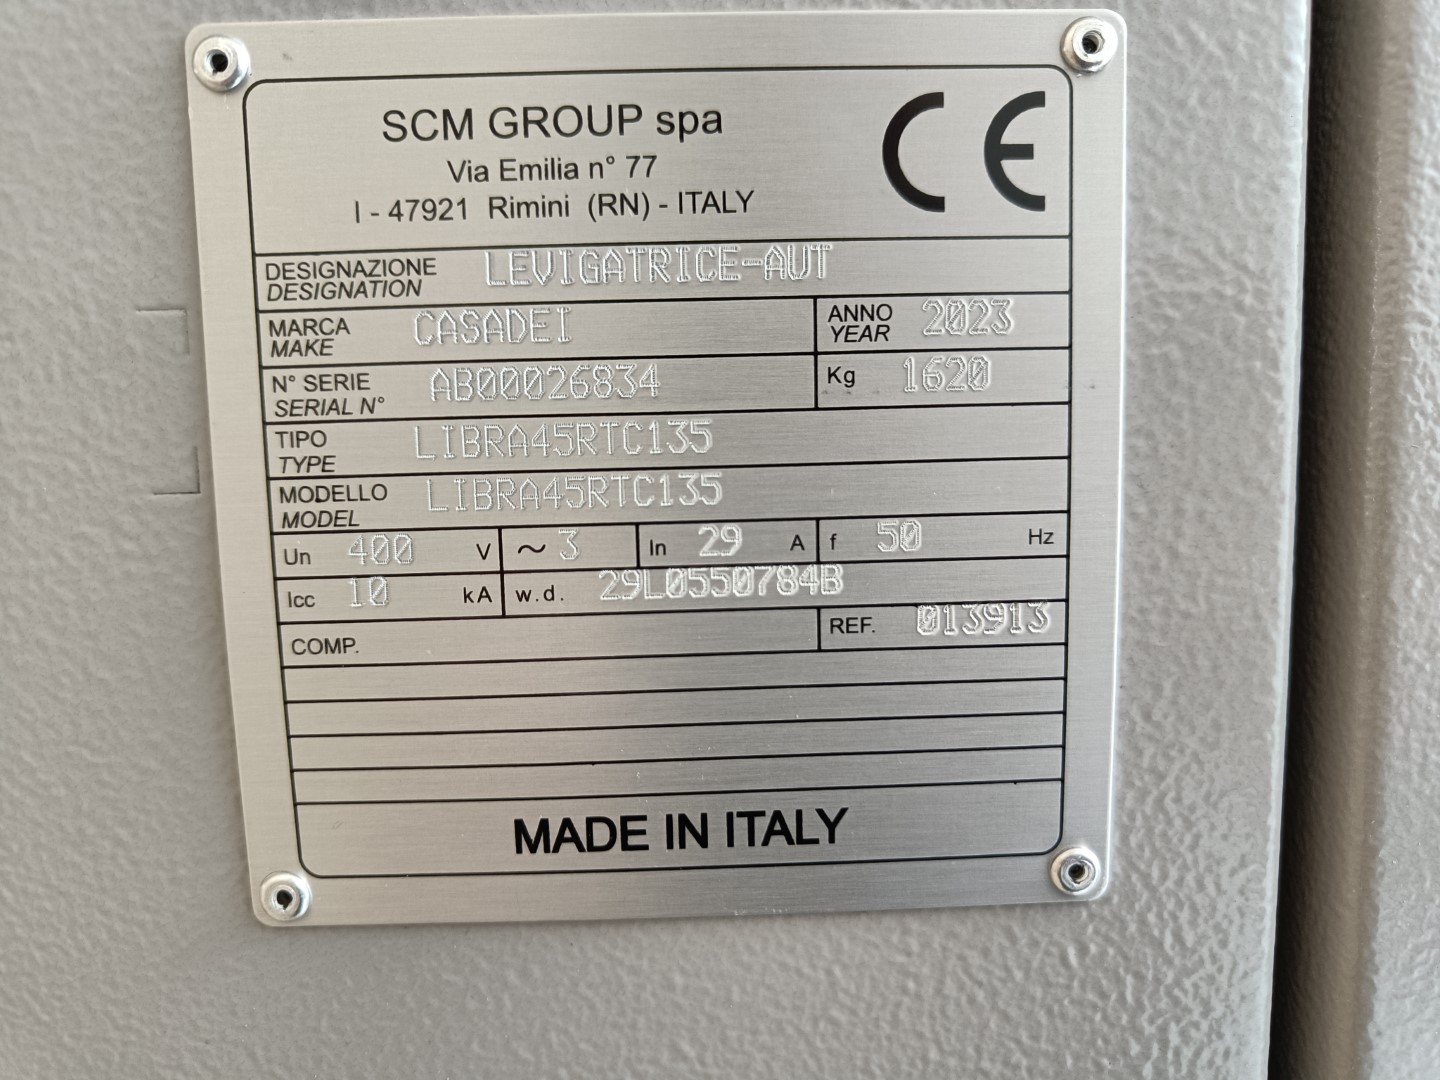 SCM GROUP spa
Via Emilia n° 77
I - 47921 Rimini (RN) - ITALY
CE
DESIGNAZIONE LEVIGATRICE-AUT
DESIGNATION
MARCA CASADEI ANNO 2023
MAKE YEAR
N° SERIE AB00026834 Kg 1620
SERIAL N°
TIPO LIBRA45RTC135
TYPE
MODELLO LIBRA45RTC135
MODEL
Un 400 V ~ 3 In 29 A f 50 Hz
Icc 10 kA w.d. 29L0550784B
COMP. REF. 013913
MADE IN ITALY